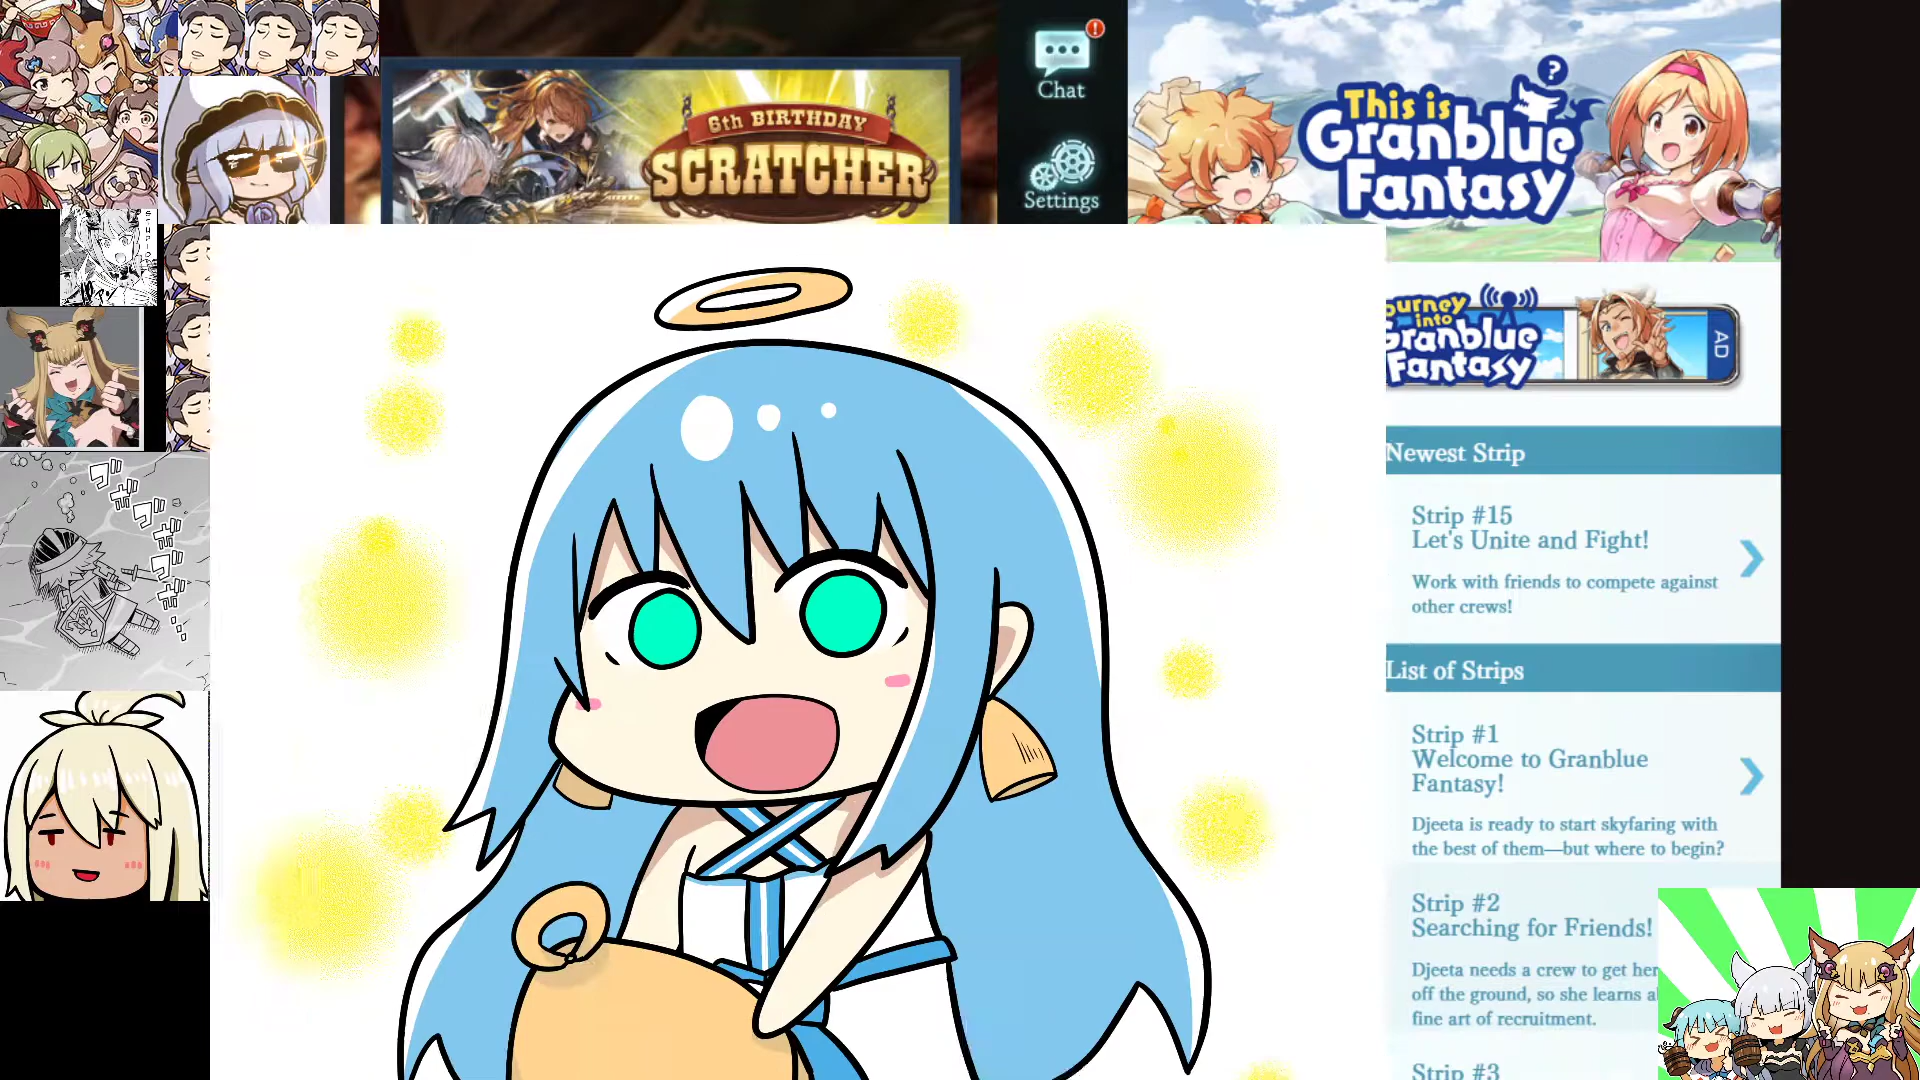 6th BIRTHDAY
SCRATCHER
Chat
!
Settings
This is
Granblue
Fantasy
?
Journey
into
Granblue
Fantasy
AD
Newest Strip
Strip #15
Let's Unite and Fight!
Work with friends to compete against
other crews!
List of Strips
Strip #1
Welcome to Granblue
Fantasy!
Djeeta is ready to start skyfaring with
the best of them—but where to begin?
Strip #2
Searching for Friends!
Djeeta needs a crew to get her
off the ground, so she learns a
fine art of recruitment.
Strip #3